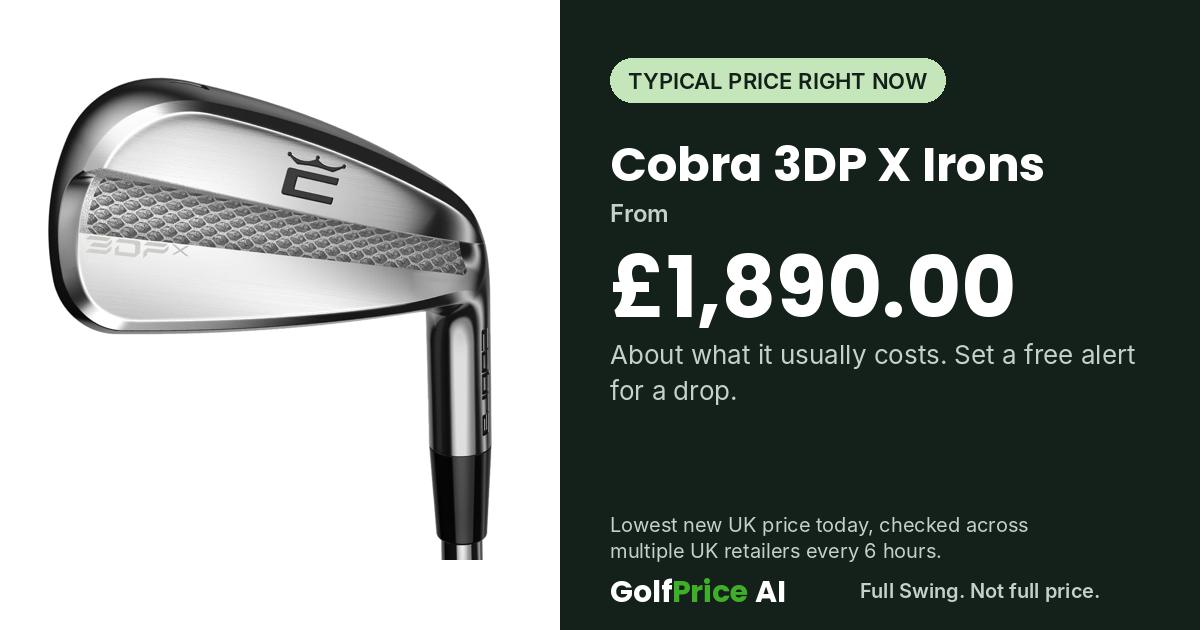 3DP X
cobra
TYPICAL PRICE RIGHT NOW
Cobra 3DP X Irons
From
£1,890.00
About what it usually costs. Set a free alert
for a drop.
Lowest new UK price today, checked across
multiple UK retailers every 6 hours.
GolfPrice AI
Full Swing. Not full price.